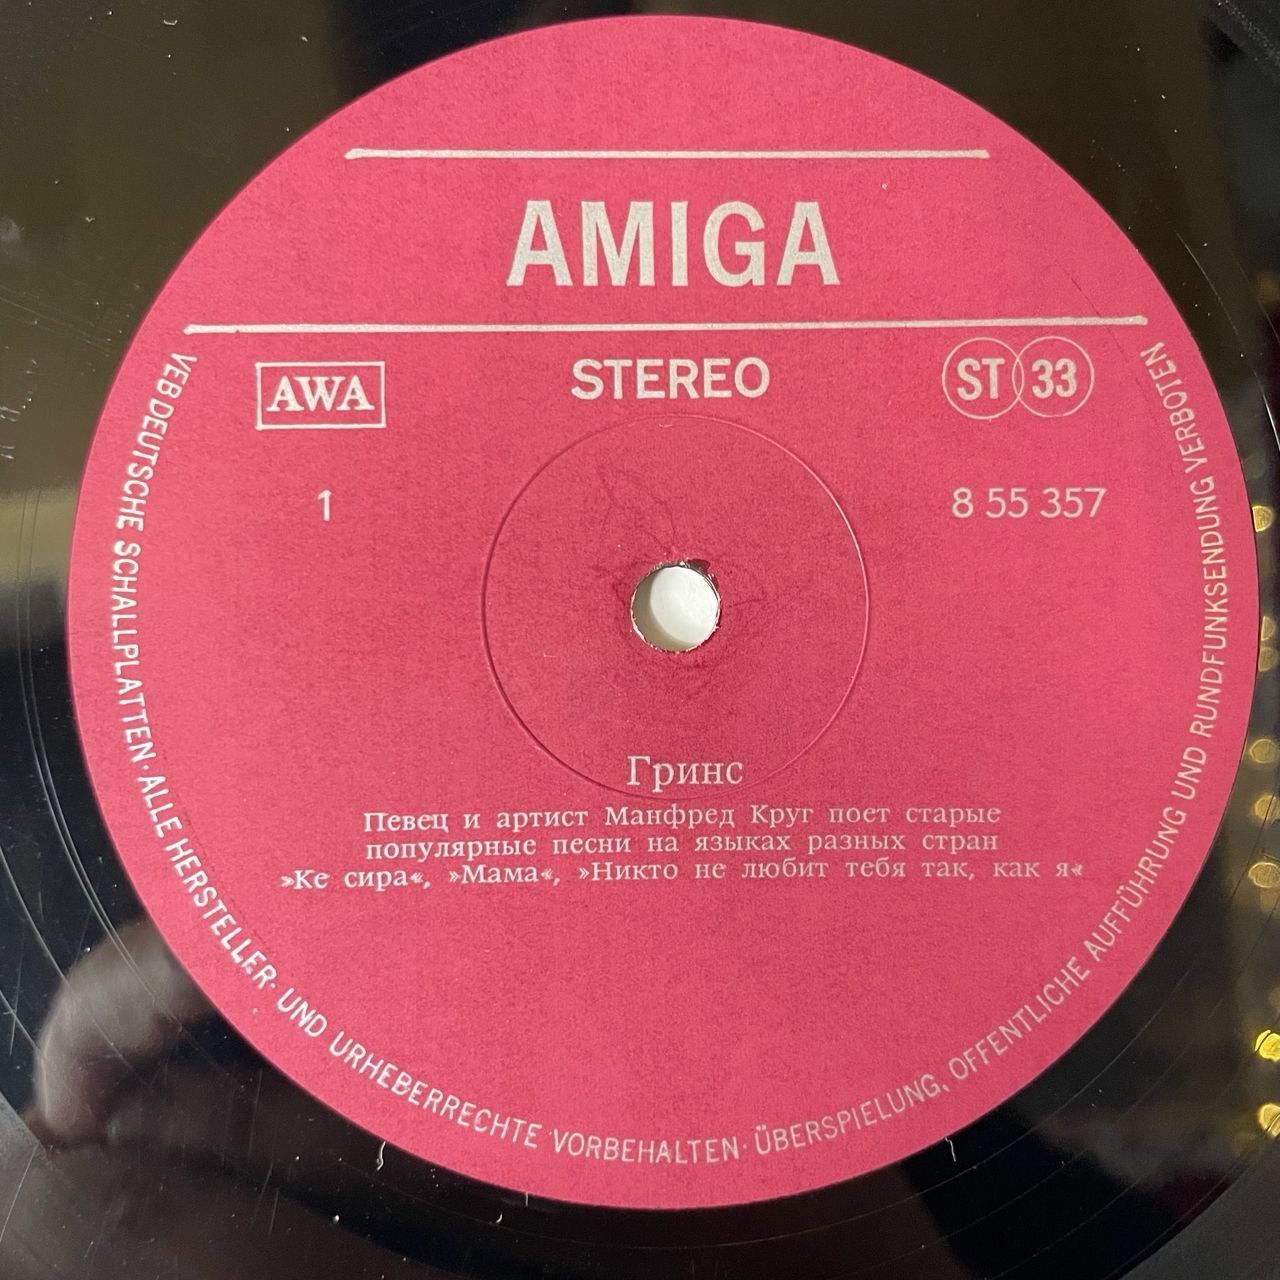 AMIGA
AWA
STEREO
ST 33
1
8 55 357
Гринс
Певец и артист Манфред Круг поет старые
популярные песни на языках разных стран
»Ке сира«, »Мама«, »Никто не любит тебя так, как я«
VEB DEUTSCHE SCHALLPLATTEN · ALLE HERSTELLER- UND URHEBERRECHTE VORBEHALTEN · ÜBERSPIELUNG, ÖFFENTLICHE AUFFÜHRUNG UND RUNDFUNKSENDUNG VERBOTEN